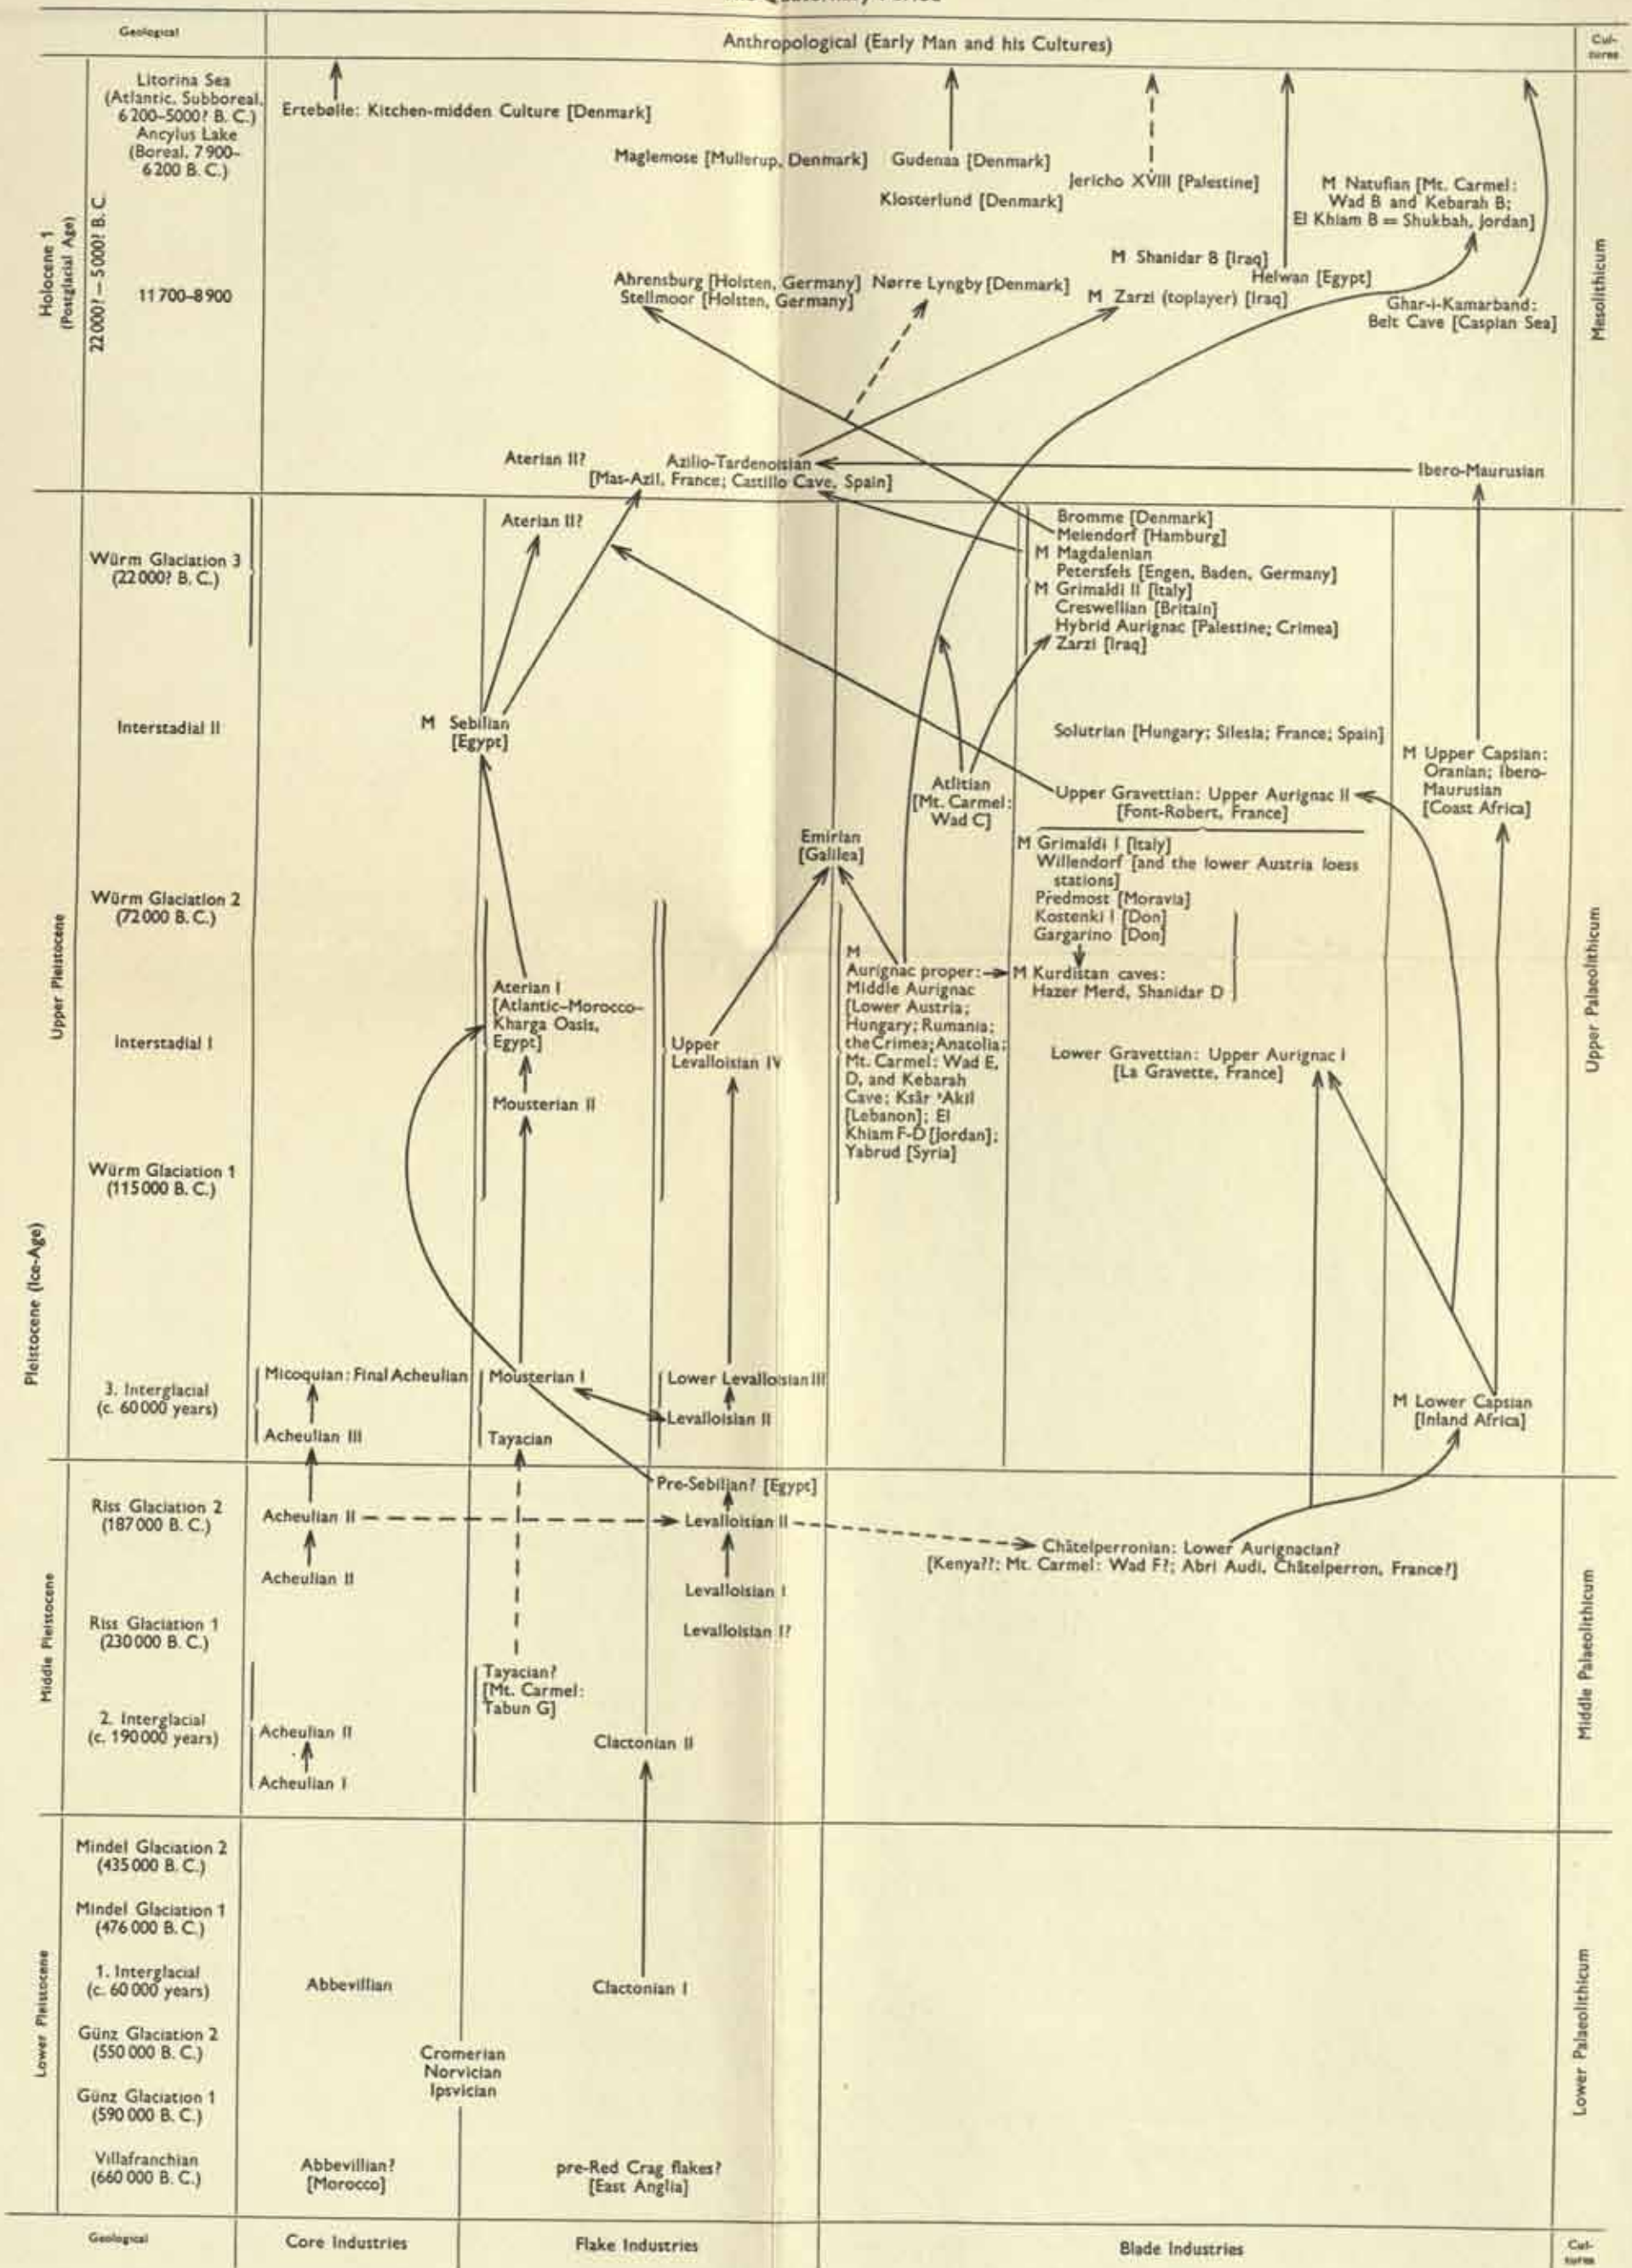 Quaternary Period
Geological
Anthropological (Early Man and his Cultures)
Cul-
tures
Holocene 1
(Postglacial Age)
22000? – 5000? B. C.
Litorina Sea
(Atlantic, Subboreal,
6200–5000? B. C.)
Ancylus Lake
(Boreal, 7900–
6200 B. C.)
11700–8900
Ertebølle: Kitchen-midden Culture [Denmark]
Maglemose [Mullerup, Denmark]
Gudenaa [Denmark]
Klosterlund [Denmark]
Jericho XVIII [Palestine]
M Natufian [Mt. Carmel:
Wad B and Kebarah B;
El Khiam B = Shukbah, Jordan]
M Shanidar B [Iraq]
Helwan [Egypt]
Ahrensburg [Holsten, Germany]
Stellmoor [Holsten, Germany]
Nørre Lyngby [Denmark]
M Zarzi (toplayer) [Iraq]
Ghar-i-Kamarband:
Belt Cave [Caspian Sea]
Mesolithicum
Aterian II?
Azilio-Tardenoisian
[Mas-Azil, France; Castillo Cave, Spain]
Ibero-Maurusian
Pleistocene (Ice-Age)
Upper Pleistocene
Würm Glaciation 3
(22000? B. C.)
Aterian II?
Bromme [Denmark]
Meiendorf [Hamburg]
M Magdalenian
Petersfels [Engen, Baden, Germany]
M Grimaldi II [Italy]
Creswellian [Britain]
Hybrid Aurignac [Palestine; Crimea]
Zarzi [Iraq]
Interstadial II
M Sebilian
[Egypt]
Solutrian [Hungary; Silesia; France; Spain]
M Upper Capsian:
Oranian; Ibero-
Maurusian
[Coast Africa]
Atlitian
[Mt. Carmel:
Wad C]
Upper Gravettian: Upper Aurignac II
[Font-Robert, France]
Emirian
[Galilea]
M Grimaldi I [Italy]
Willendorf [and the lower Austria loess
stations]
Predmost [Moravia]
Kostenki I [Don]
Gargarino [Don]
M Kurdistan caves:
Hazer Merd, Shanidar D
Würm Glaciation 2
(72000 B. C.)
M
Aurignac proper:
Middle Aurignac
[Lower Austria;
Hungary; Rumania;
the Crimea; Anatolia;
Mt. Carmel: Wad E,
D, and Kebarah
Cave; Ksâr 'Akil
[Lebanon]; El
Khiam F-D [Jordan];
Yabrud [Syria]
Aterian I
[Atlantic–Morocco–
Kharga Oasis,
Egypt]
Interstadial I
Upper
Levalloisian IV
Lower Gravettian: Upper Aurignac I
[La Gravette, France]
Mousterian II
Würm Glaciation 1
(115000 B. C.)
Upper Palaeolithicum
3. Interglacial
(c. 60000 years)
Micoquian: Final Acheulian
Acheulian III
Mousterian I
Tayacian
Lower Levalloisian III
Levalloisian II
M Lower Capsian
[Inland Africa]
Middle Pleistocene
Pre-Sebilian? [Egypt]
Riss Glaciation 2
(187000 B. C.)
Acheulian II
Levalloisian II
Châtelperronian: Lower Aurignacian?
[Kenya??; Mt. Carmel: Wad F?; Abri Audi, Châtelperron, France?]
Acheulian II
Levalloisian I
Riss Glaciation 1
(230000 B. C.)
Levalloisian I?
Tayacian?
[Mt. Carmel:
Tabun G]
2. Interglacial
(c. 190000 years)
Acheulian II
Acheulian I
Clactonian II
Middle Palaeolithicum
Lower Pleistocene
Mindel Glaciation 2
(435000 B. C.)
Mindel Glaciation 1
(476000 B. C.)
1. Interglacial
(c. 60000 years)
Abbevillian
Clactonian I
Günz Glaciation 2
(550000 B. C.)
Cromerian
Norvician
Ipsvician
Günz Glaciation 1
(590000 B. C.)
Villafranchian
(660000 B. C.)
Abbevillian?
[Morocco]
pre-Red Crag flakes?
[East Anglia]
Lower Palaeolithicum
Geological
Core Industries
Flake Industries
Blade Industries
Cul-
tures